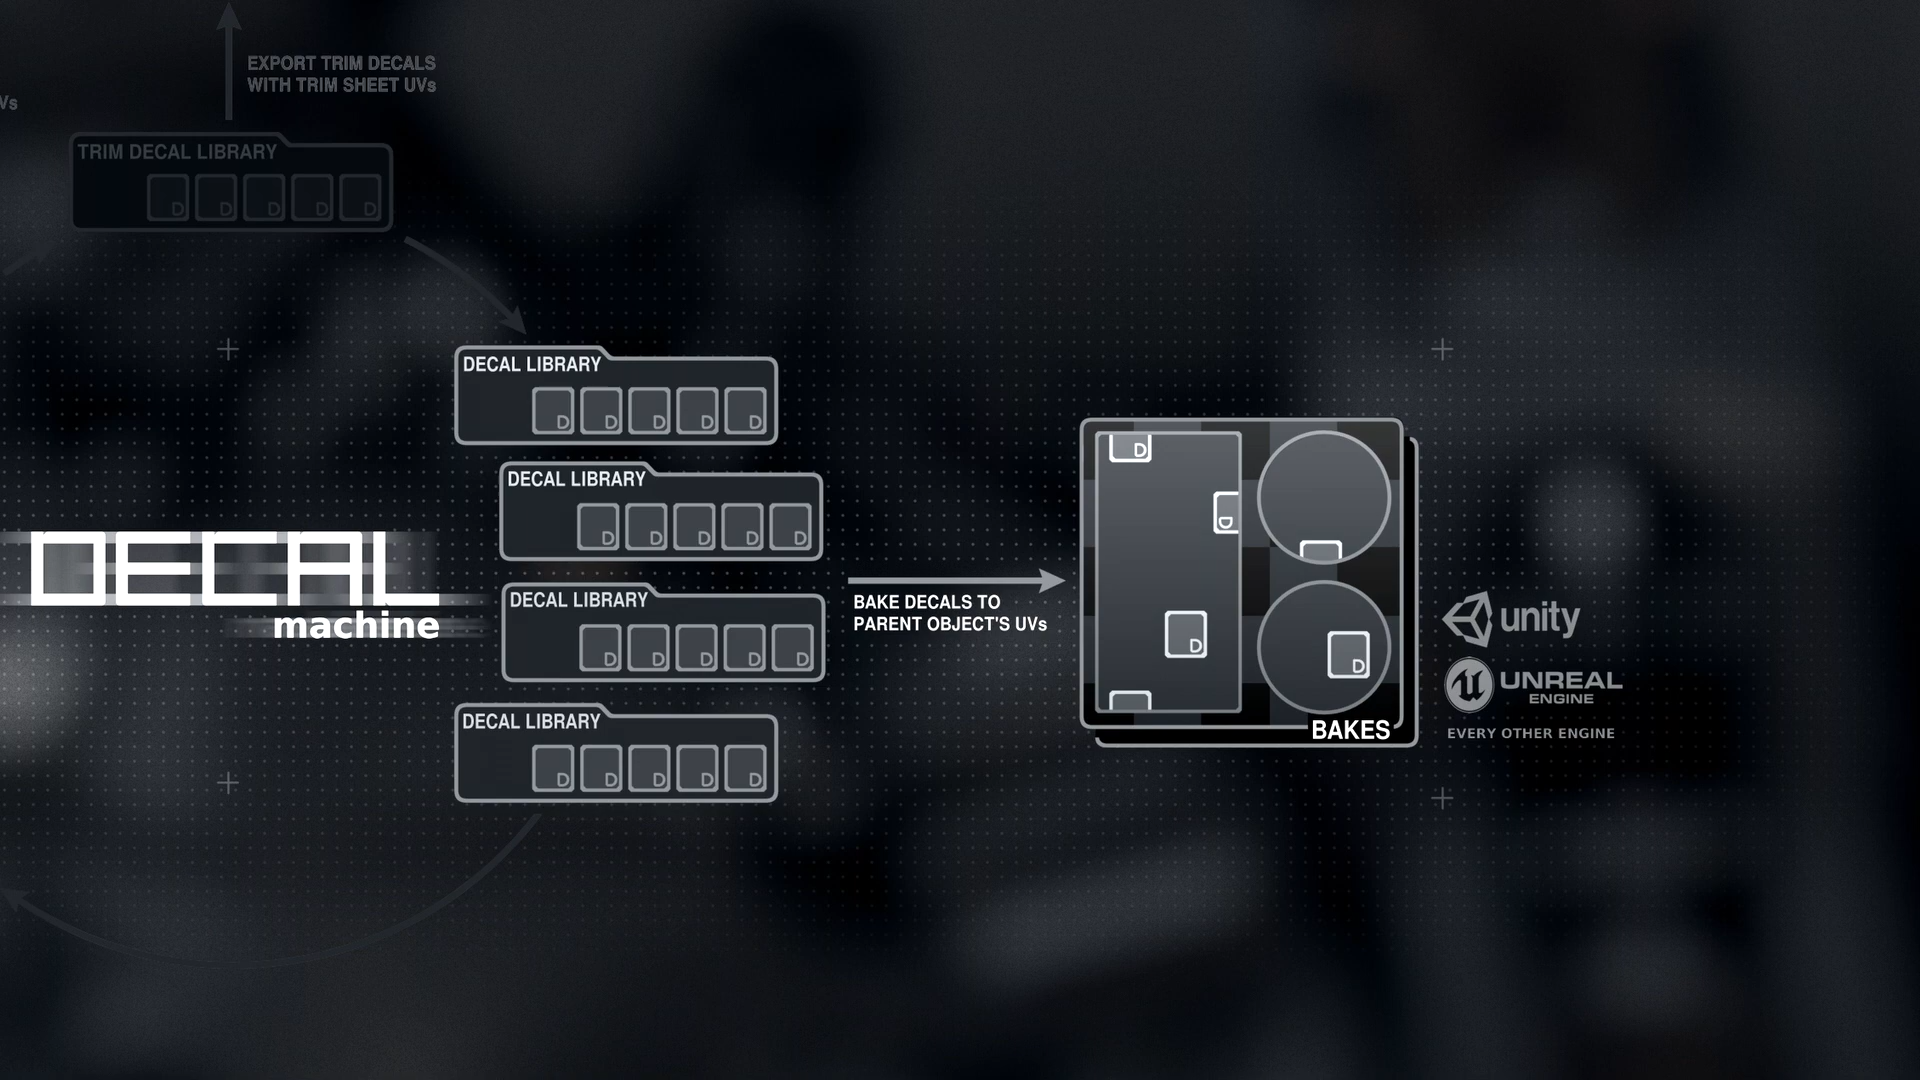 EXPORT TRIM DECALS
WITH TRIM SHEET UVs
Vs
TRIM DECAL LIBRARY
D D D D D
DECAL LIBRARY
D D D D D
DECAL LIBRARY
D D D D D
DECAL
machine
DECAL LIBRARY
D D D D D
DECAL LIBRARY
D D D D D
BAKE DECALS TO
PARENT OBJECT'S UVs
D
D
D
D
BAKES
unity
UNREAL
ENGINE
EVERY OTHER ENGINE